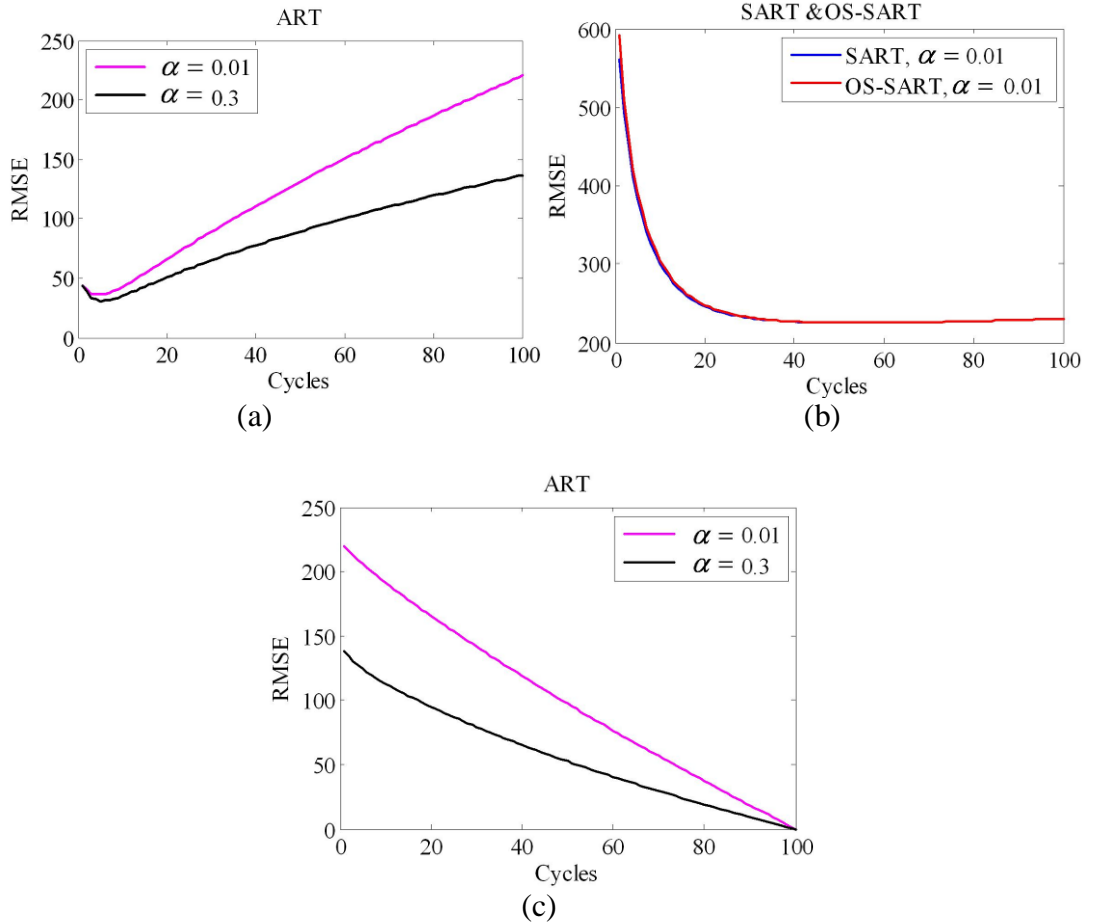 ART
250
200
150
100
50
0
RMSE
α = 0.01
α = 0.3
0 20 40 60 80 100
Cycles
(a)
SART &OS-SART
600
500
400
300
200
RMSE
SART, α = 0.01
OS-SART, α = 0.01
0 20 40 60 80 100
Cycles
(b)
ART
250
200
150
100
50
0
RMSE
α = 0.01
α = 0.3
0 20 40 60 80 100
Cycles
(c)